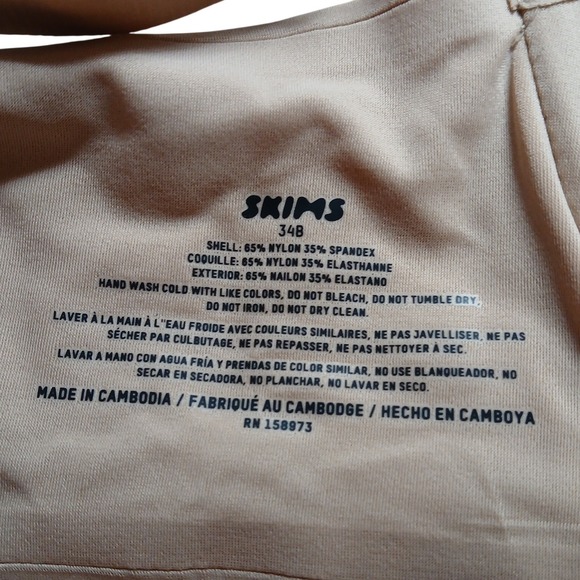 SKIMS
34B
SHELL: 65% NYLON 35% SPANDEX
COQUILLE: 65% NYLON 35% ELASTHANNE
EXTERIOR: 65% NAILON 35% ELASTANO
HAND WASH COLD WITH LIKE COLORS, DO NOT BLEACH, DO NOT TUMBLE DRY,
DO NOT IRON, DO NOT DRY CLEAN.
LAVER À LA MAIN À L''EAU FROIDE AVEC COULEURS SIMILAIRES, NE PAS JAVELLISER, NE PAS
SÉCHER PAR CULBUTAGE, NE PAS REPASSER, NE PAS NETTOYER À SEC.
LAVAR A MANO CON AGUA FRÍA Y PRENDAS DE COLOR SIMILAR, NO USE BLANQUEADOR, NO
SECAR EN SECADORA, NO PLANCHAR, NO LAVAR EN SECO.
MADE IN CAMBODIA / FABRIQUÉ AU CAMBODGE / HECHO EN CAMBOYA
RN 158973